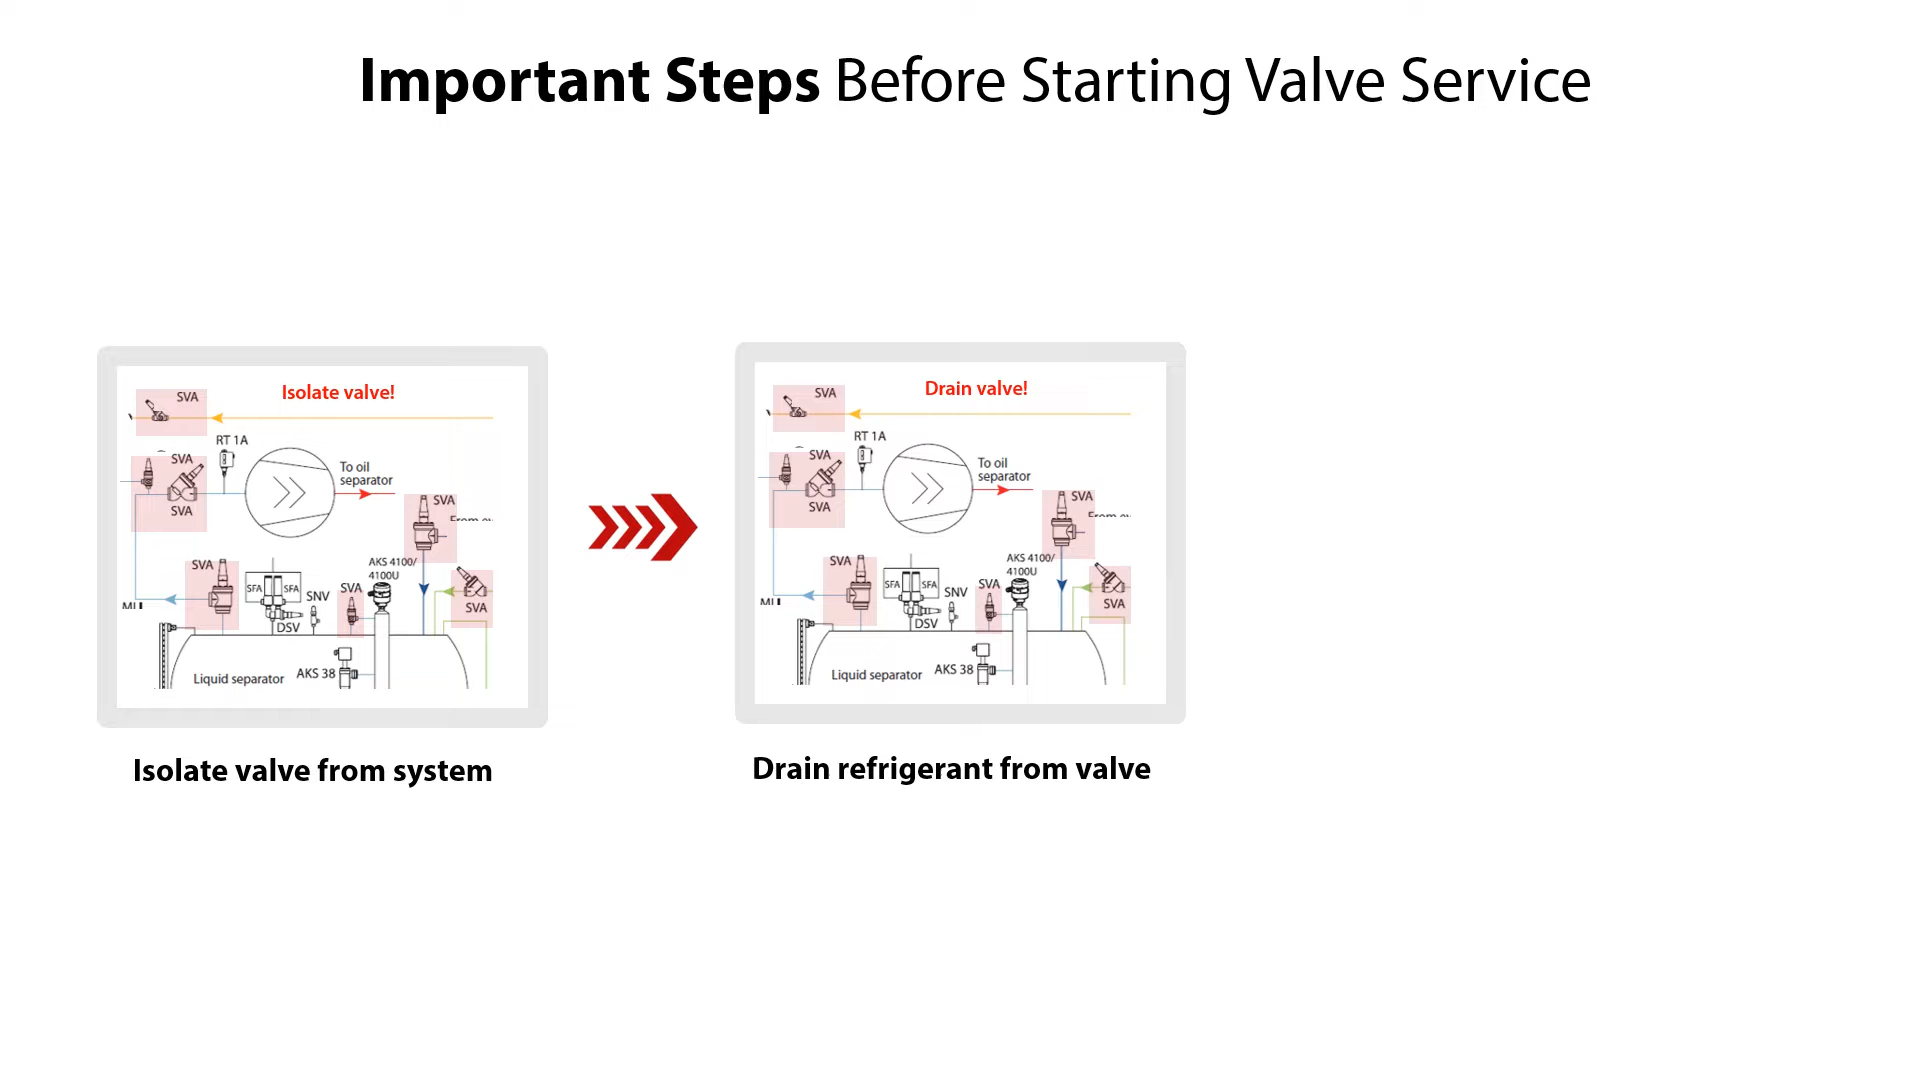 Important Steps Before Starting Valve Service
Isolate valve!
SVA
RT 1A
SVA
To oil
separator
SVA
SVA
SVA
AKS 4100/
4100U
SVA
SFA
SFA
SNV
SVA
DSV
Liquid separator
AKS 38
Isolate valve from system
Drain valve!
SVA
RT 1A
SVA
To oil
separator
SVA
SVA
SVA
AKS 4100/
4100U
SVA
SFA
SFA
SNV
SVA
DSV
Liquid separator
AKS 38
Drain refrigerant from valve